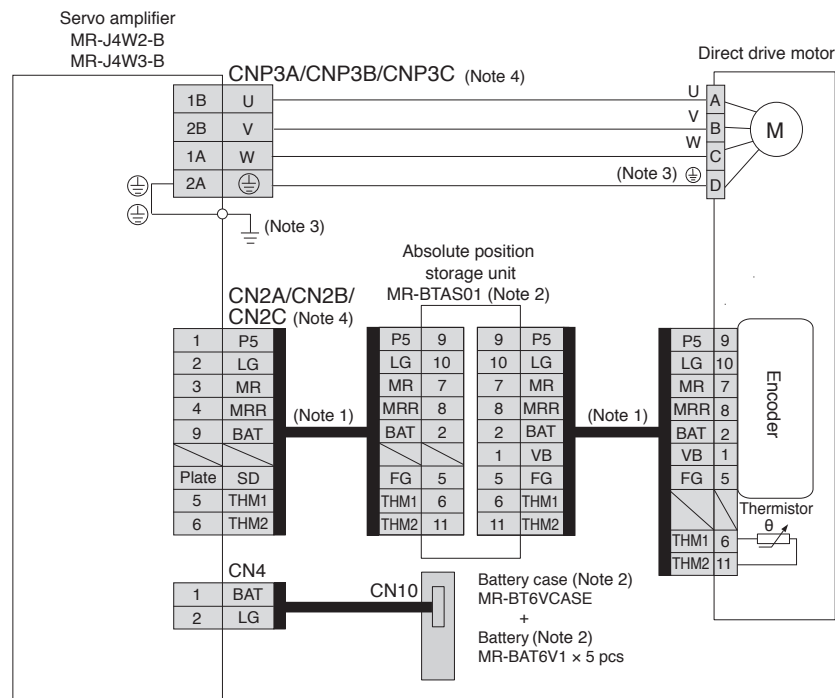 Servo amplifier
MR-J4W2-B
MR-J4W3-B
Direct drive motor
CNP3A/CNP3B/CNP3C (Note 4)
1B U
2B V
1A W
2A
(Note 3)
U
V
W
(Note 3)
A
B
C
D
M
Absolute position
storage unit
MR-BTAS01 (Note 2)
CN2A/CN2B/
CN2C (Note 4)
1 P5
2 LG
3 MR
4 MRR
9 BAT
Plate SD
5 THM1
6 THM2
(Note 1)
P5 9
LG 10
MR 7
MRR 8
BAT 2
FG 5
THM1 6
THM2 11
9 P5
10 LG
7 MR
8 MRR
2 BAT
1 VB
5 FG
6 THM1
11 THM2
(Note 1)
P5 9
LG 10
MR 7
MRR 8
BAT 2
VB 1
FG 5
THM1 6
THM2 11
Encoder
Thermistor
θ
CN4
1 BAT
2 LG
CN10
Battery case (Note 2)
MR-BT6VCASE
+
Battery (Note 2)
MR-BAT6V1 × 5 pcs